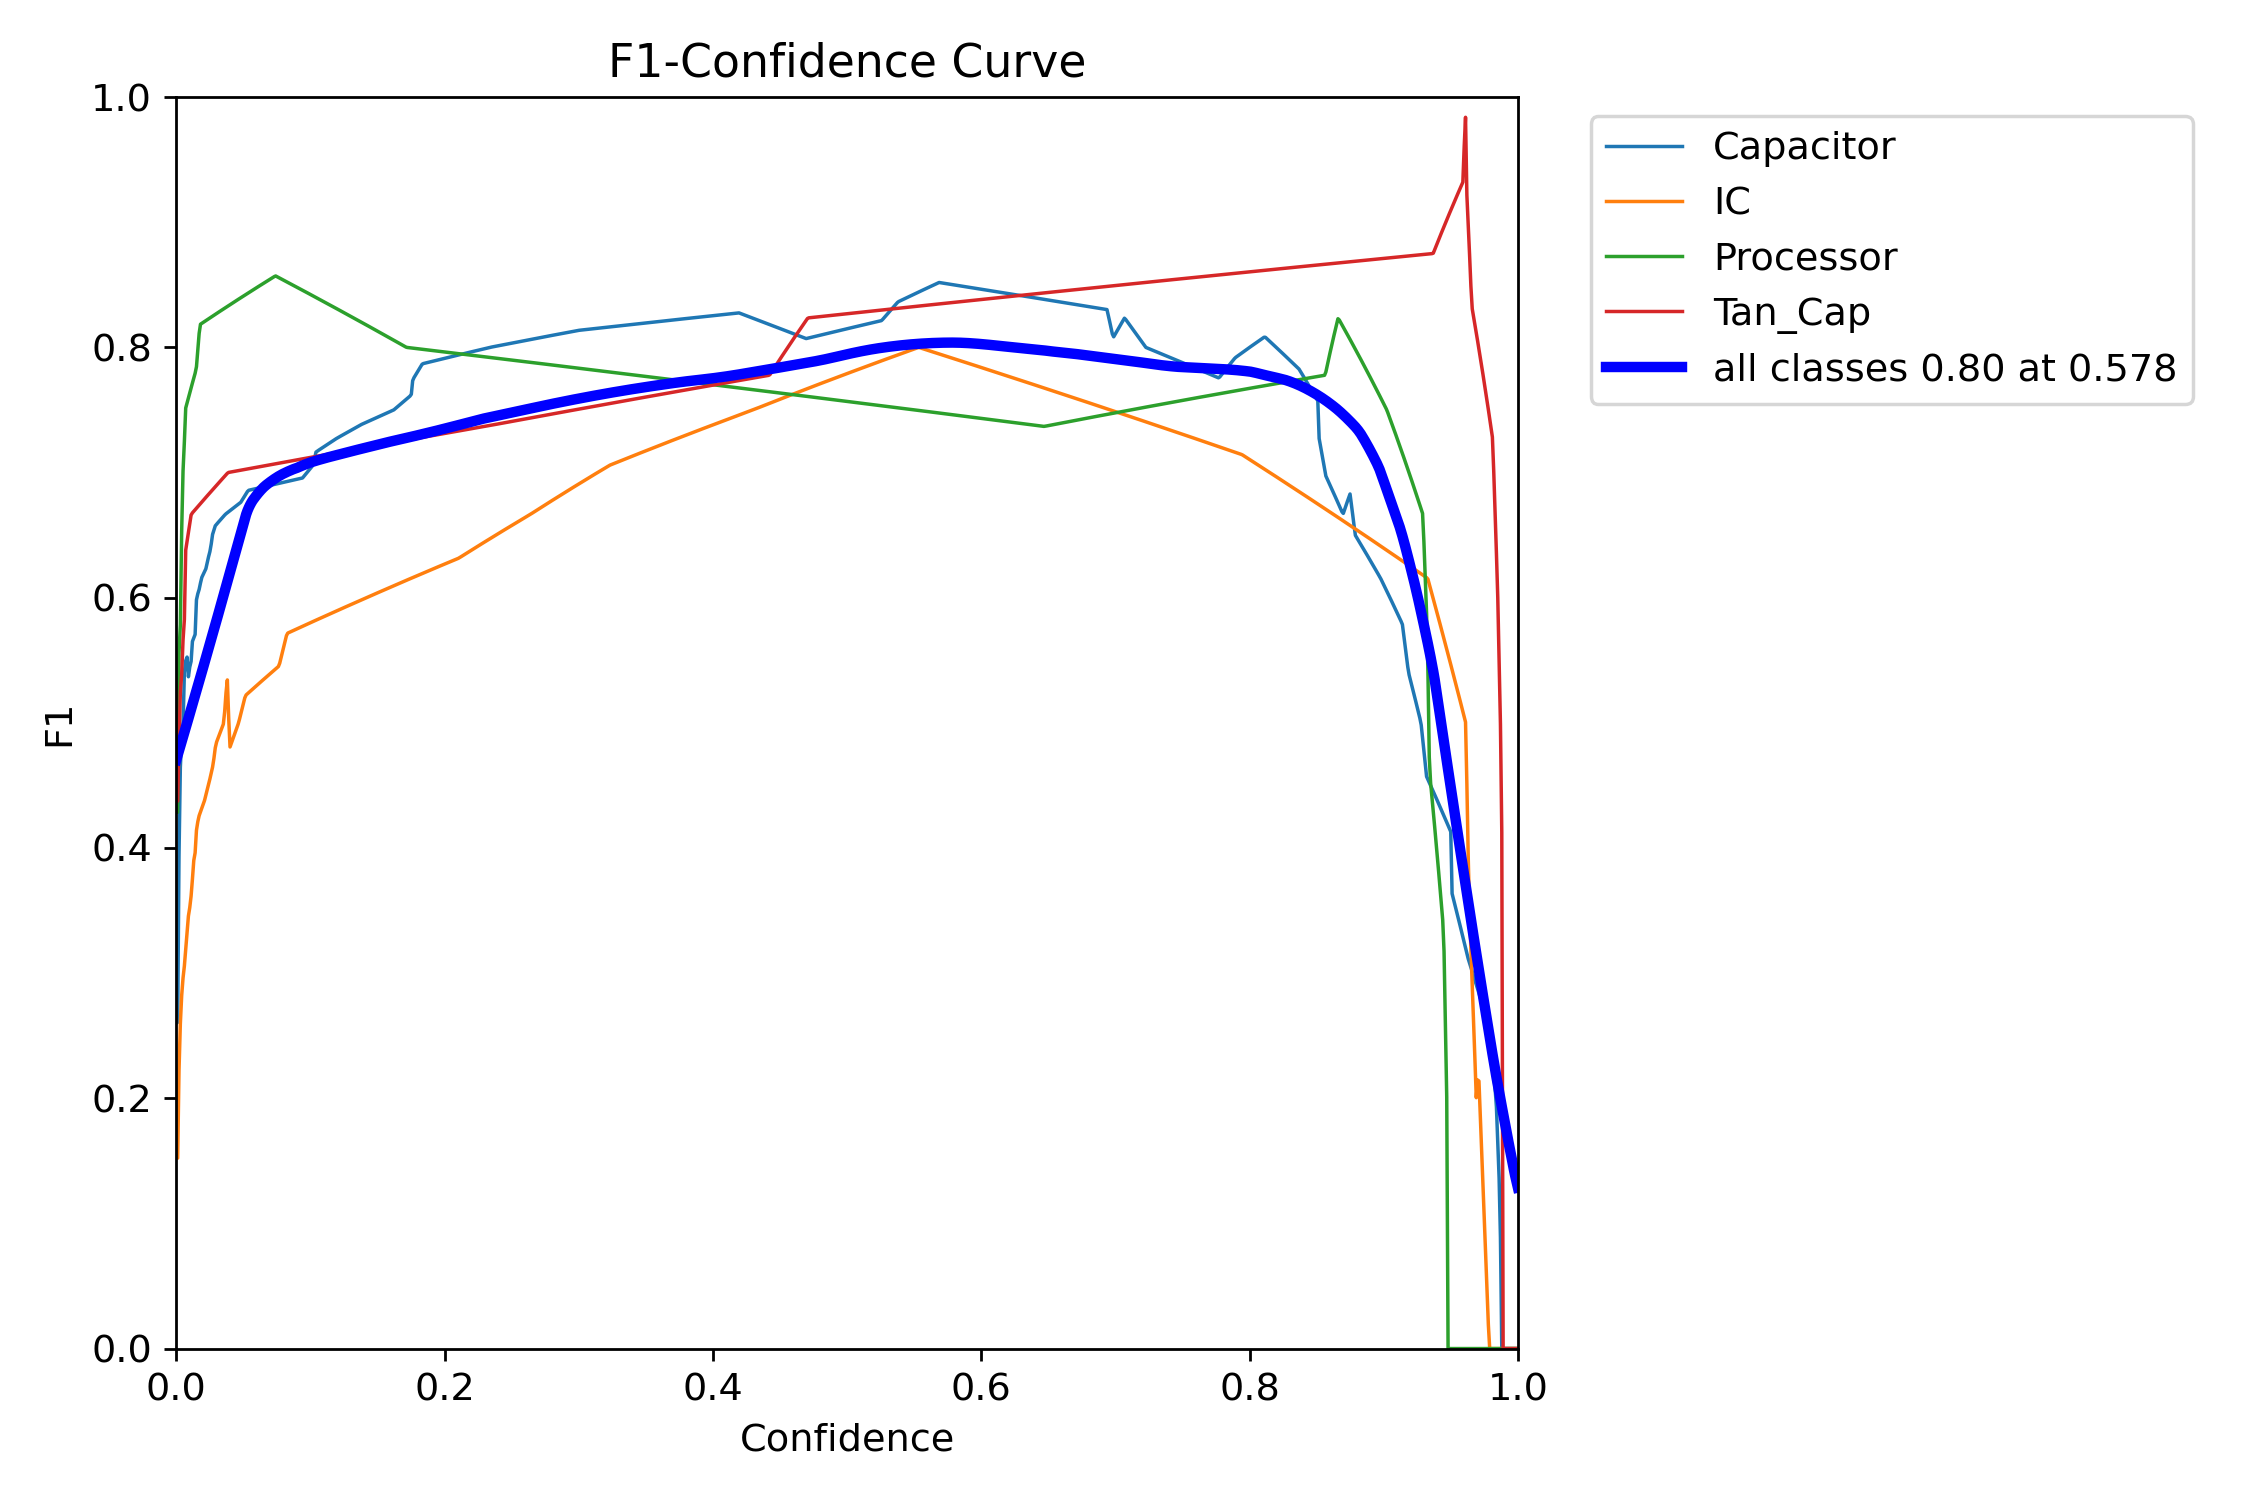 F1-Confidence Curve
1.0
0.8
0.6
0.4
0.2
0.0
F1
0.0 0.2 0.4 0.6 0.8 1.0
Confidence
Capacitor
IC
Processor
Tan_Cap
all classes 0.80 at 0.578